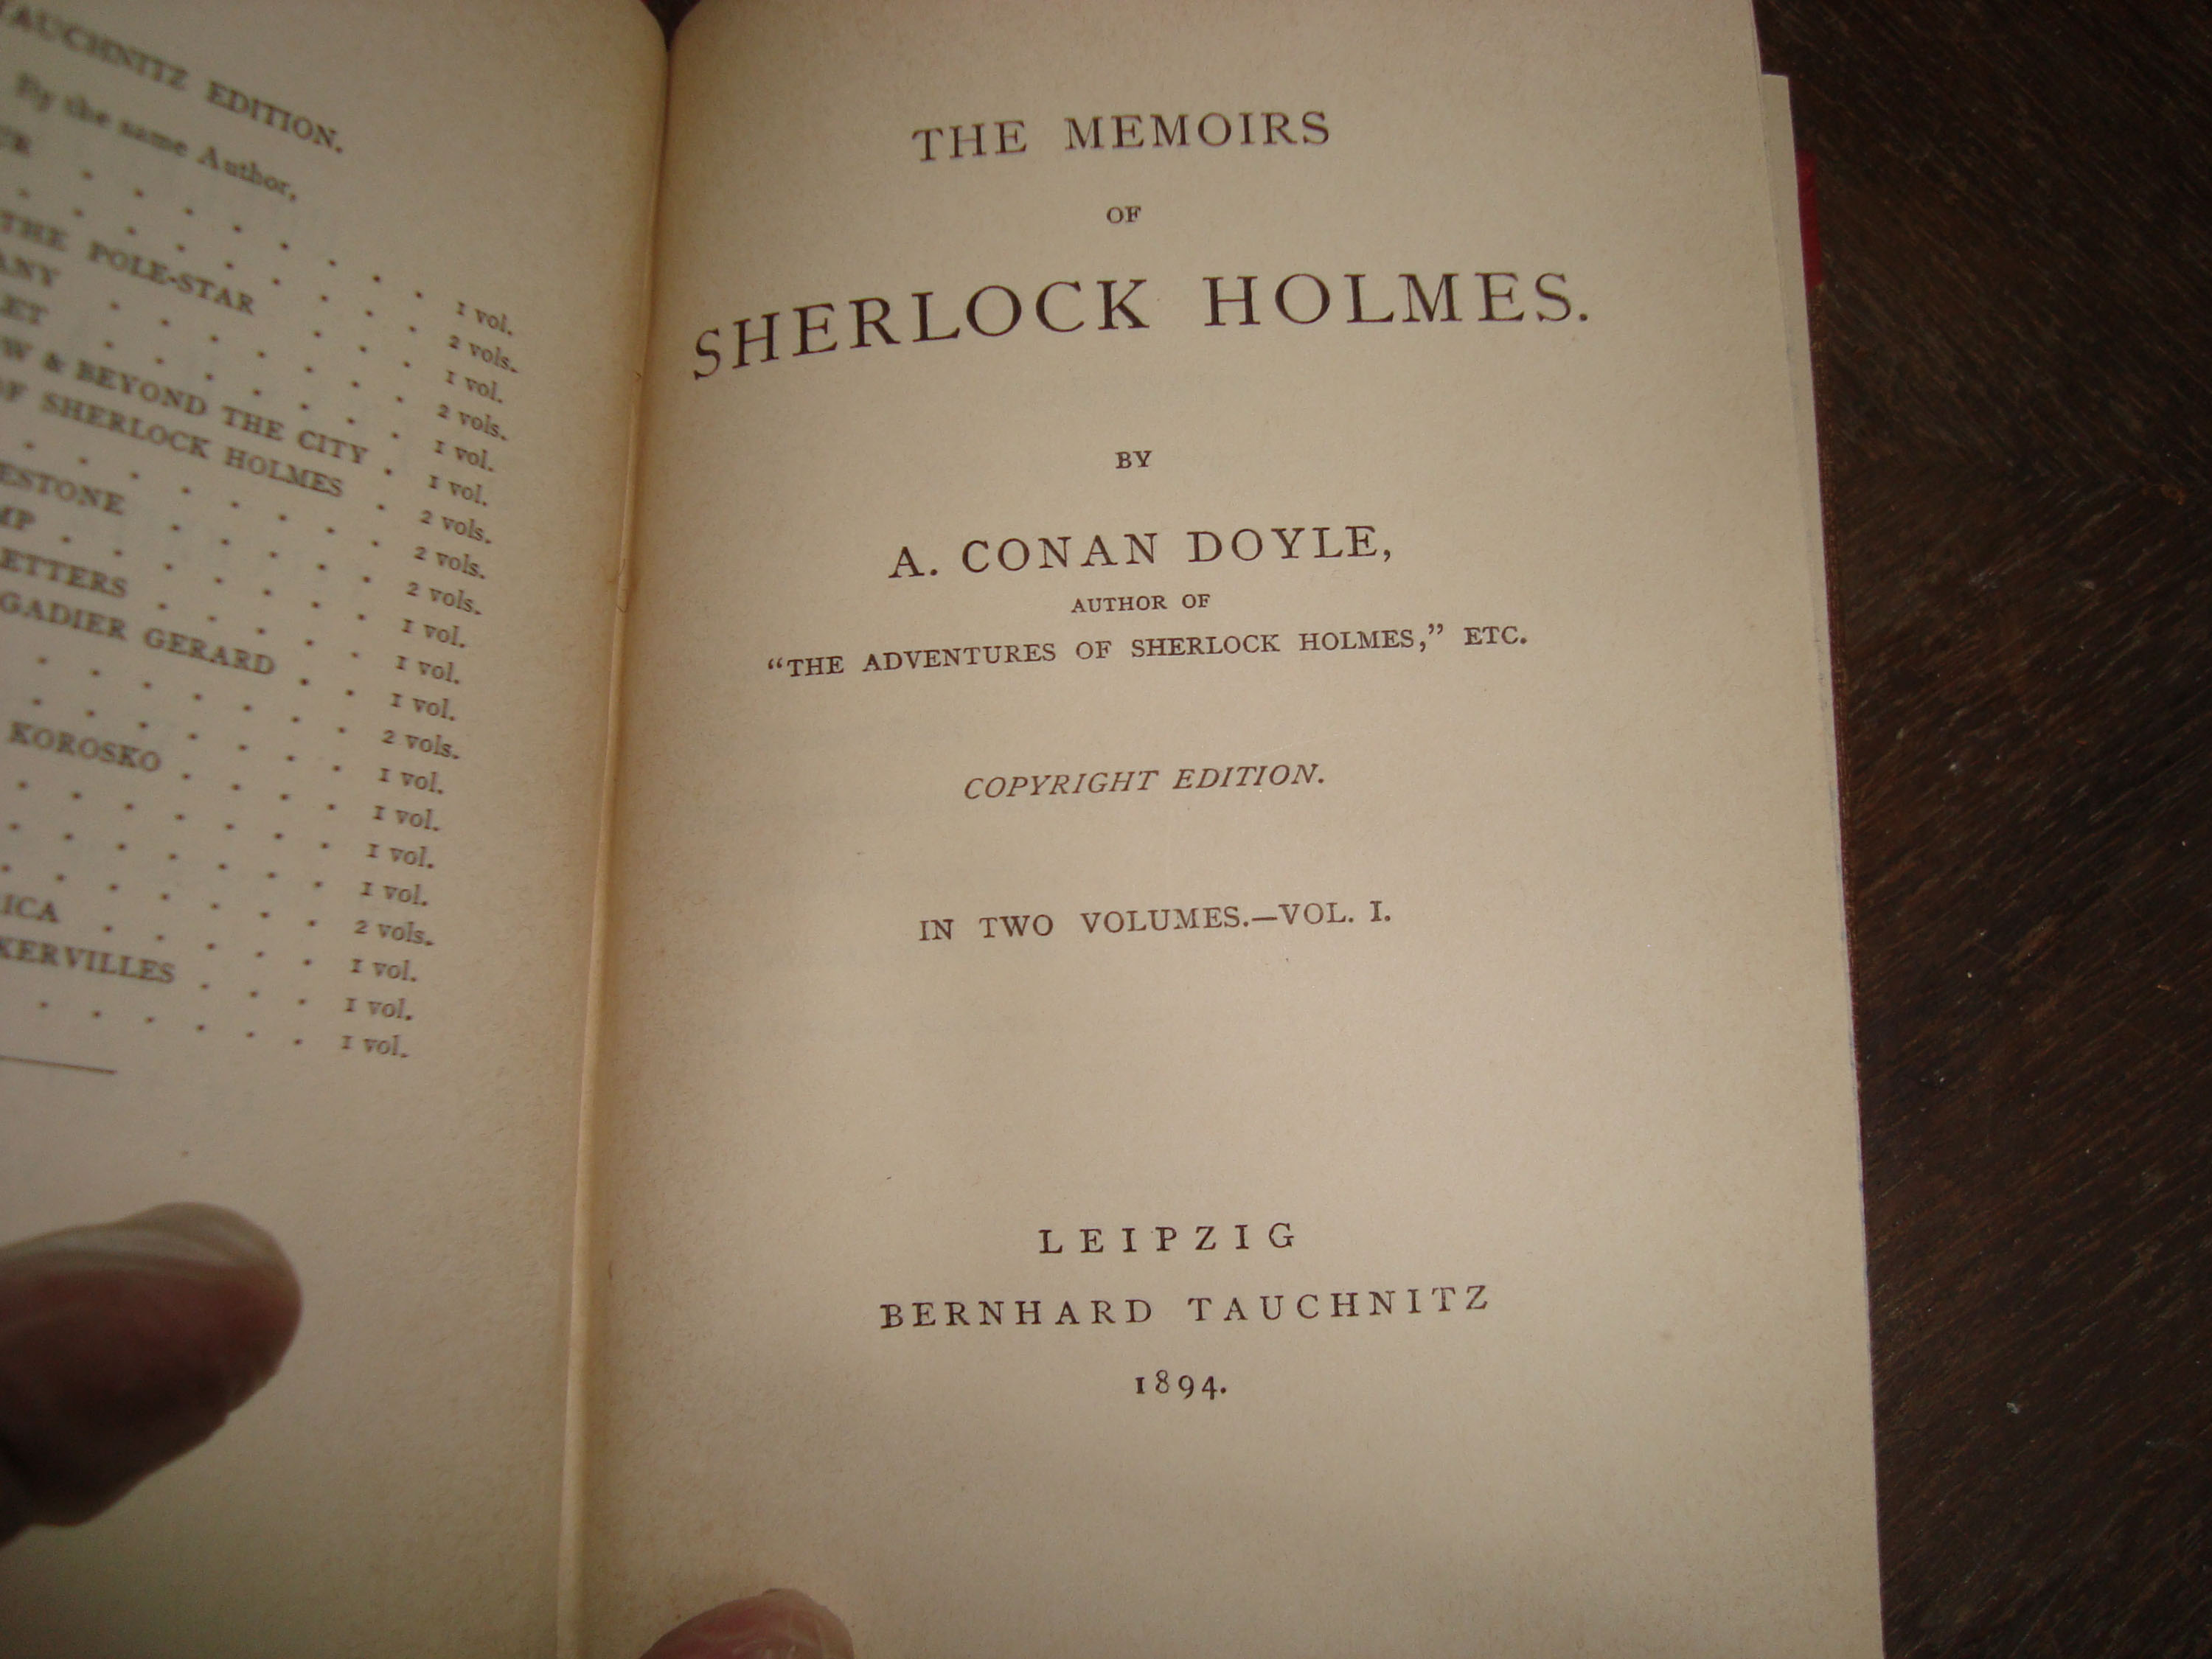 TAUCHNITZ EDITION.
By the same Author,
1 vol.
2 vols.
THE POLE-STAR 1 vol.
ANY 2 vols.
LET 1 vol.
W & BEYOND THE CITY . 1 vol.
OF SHERLOCK HOLMES . 2 vols.
2 vols.
ESTONE 2 vols.
MP 1 vol.
ETTERS 1 vol.
GADIER GERARD 1 vol.
2 vols.
1 vol.
KOROSKO 1 vol.
1 vol.
1 vol.
2 vols.
ICA 1 vol.
KERVILLES 1 vol.
1 vol.
THE MEMOIRS
OF
SHERLOCK HOLMES.
BY
A. CONAN DOYLE,
AUTHOR OF
“THE ADVENTURES OF SHERLOCK HOLMES,” ETC.
COPYRIGHT EDITION.
IN TWO VOLUMES.—VOL. I.
LEIPZIG
BERNHARD TAUCHNITZ
1894.